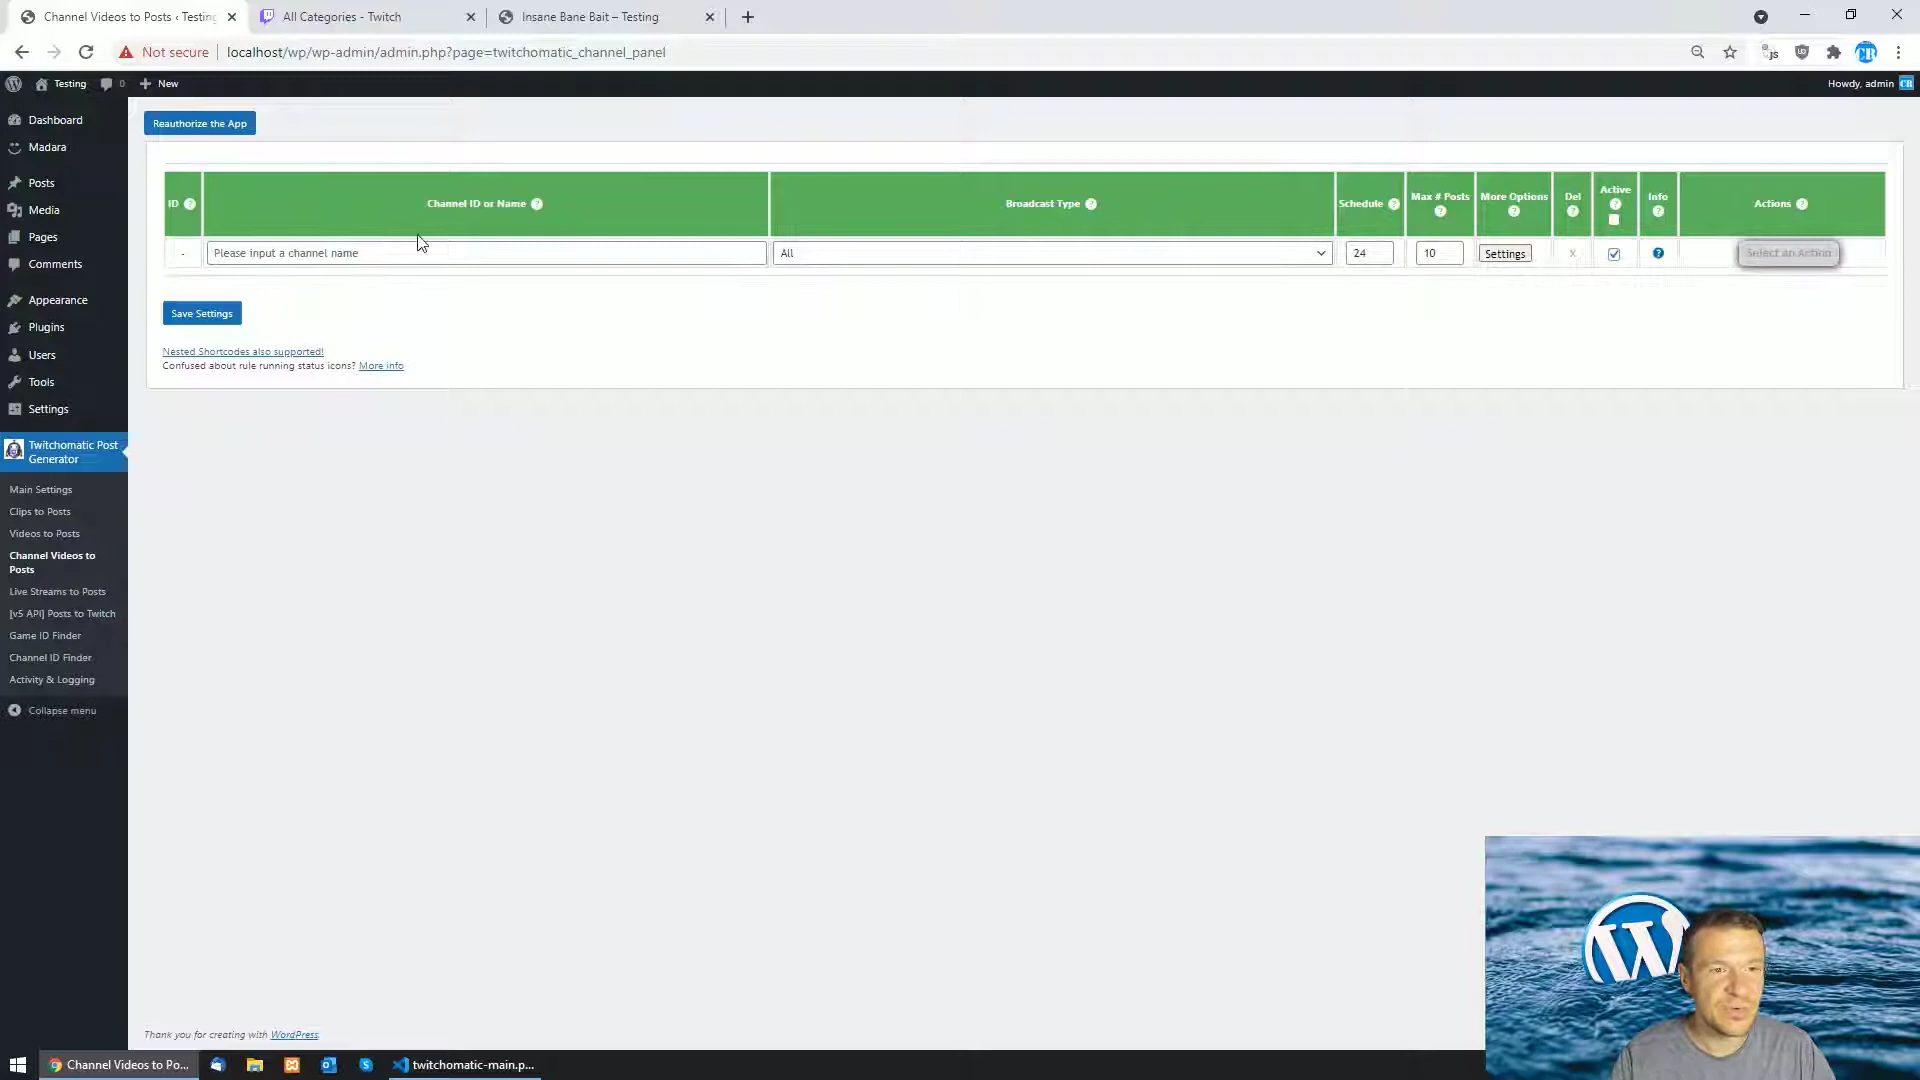 Channel Videos to Posts ‹ Testing
All Categories - Twitch
Insane Bane Bait – Testing
Not secure
localhost/wp/wp-admin/admin.php?page=twitchomatic_channel_panel
Testing
0
New
Howdy, admin
Dashboard
Madara
Posts
Media
Pages
Comments
Appearance
Plugins
Users
Tools
Settings
Twitchomatic Post
Generator
Main Settings
Clips to Posts
Videos to Posts
Channel Videos to
Posts
Live Streams to Posts
[v5 API] Posts to Twitch
Game ID Finder
Channel ID Finder
Activity & Logging
Collapse menu
Reauthorize the App
ID
Channel ID or Name
Broadcast Type
Schedule
Max # Posts
More Options
Del
Active
Info
Actions
-
Please input a channel name
All
24
10
Settings
X
Select an Action
Save Settings
Nested Shortcodes also supported!
Confused about rule running status icons? More info
Thank you for creating with WordPress.
Channel Videos to Po...
twitchomatic-main.p...